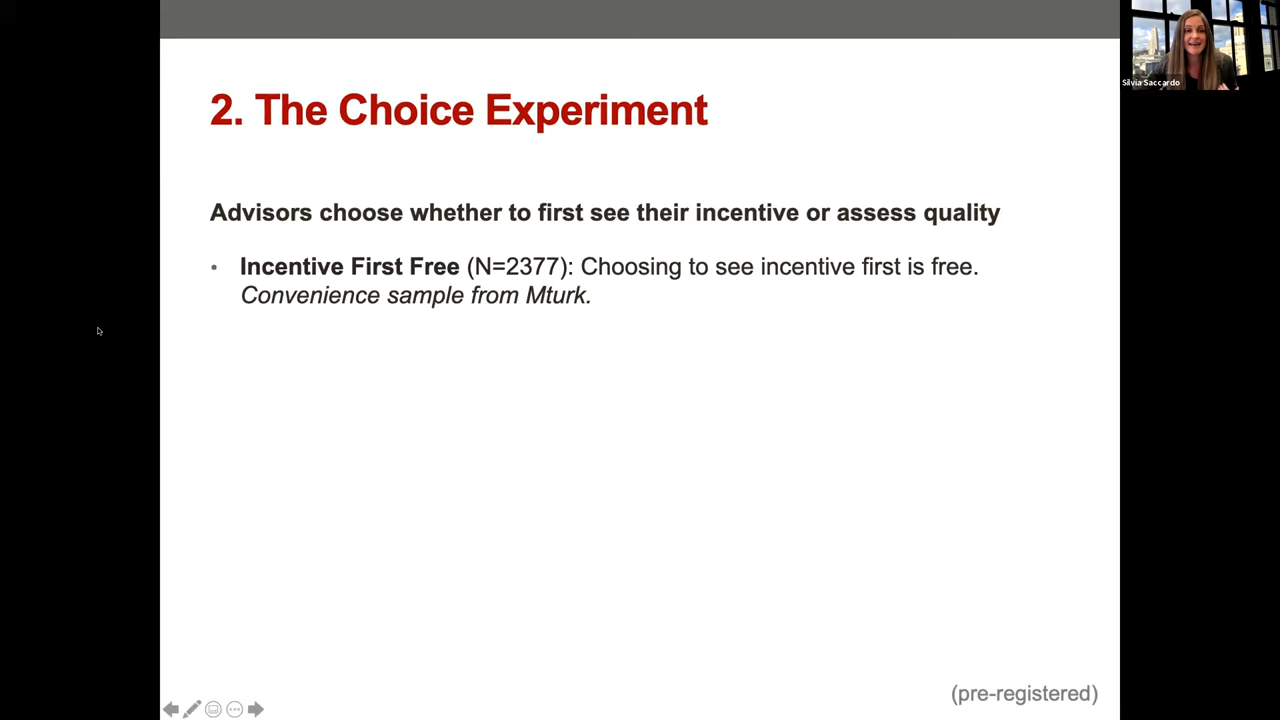 2. The Choice Experiment
Silvia Saccardo
Advisors choose whether to first see their incentive or assess quality
• Incentive First Free (N=2377): Choosing to see incentive first is free.
Convenience sample from Mturk.
(pre-registered)